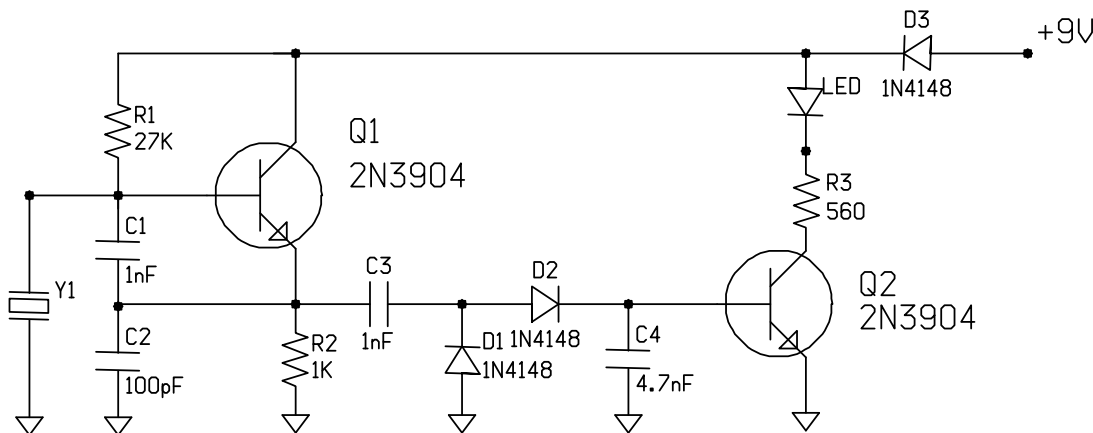 D3
+9V
1N4148
LED
R1
27K
Q1
2N3904
R3
560
C1
1nF
Y1
C3
1nF
D2
1N4148
Q2
2N3904
C2
100pF
R2
1K
D1
1N4148
C4
4.7nF